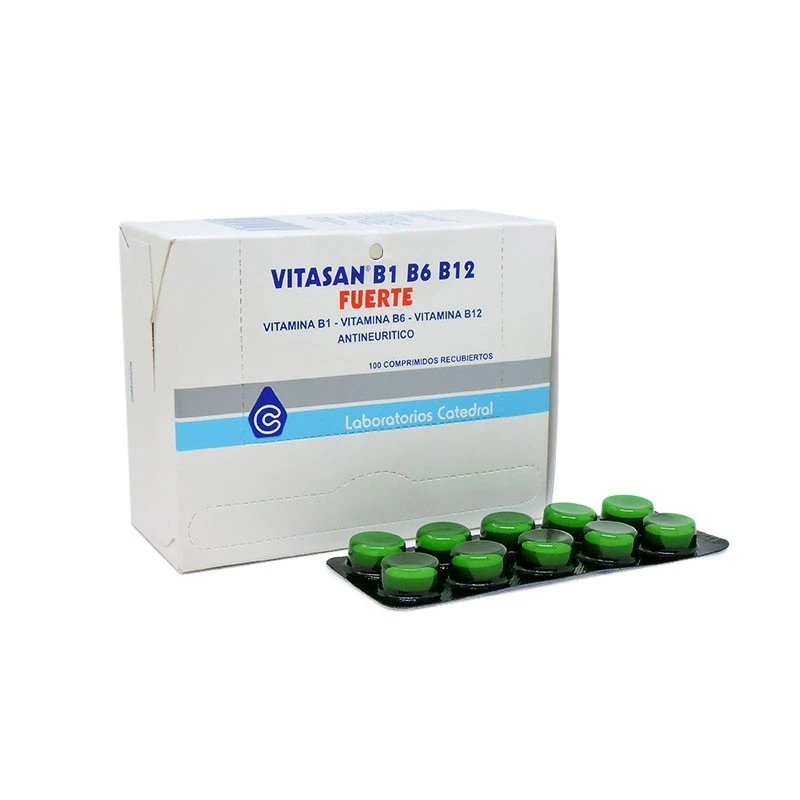 VITASAN® B1 B6 B12
FUERTE
VITAMINA B1 - VITAMINA B6 - VITAMINA B12
ANTINEURITICO
100 COMPRIMIDOS RECUBIERTOS
C
Laboratorios Catedral